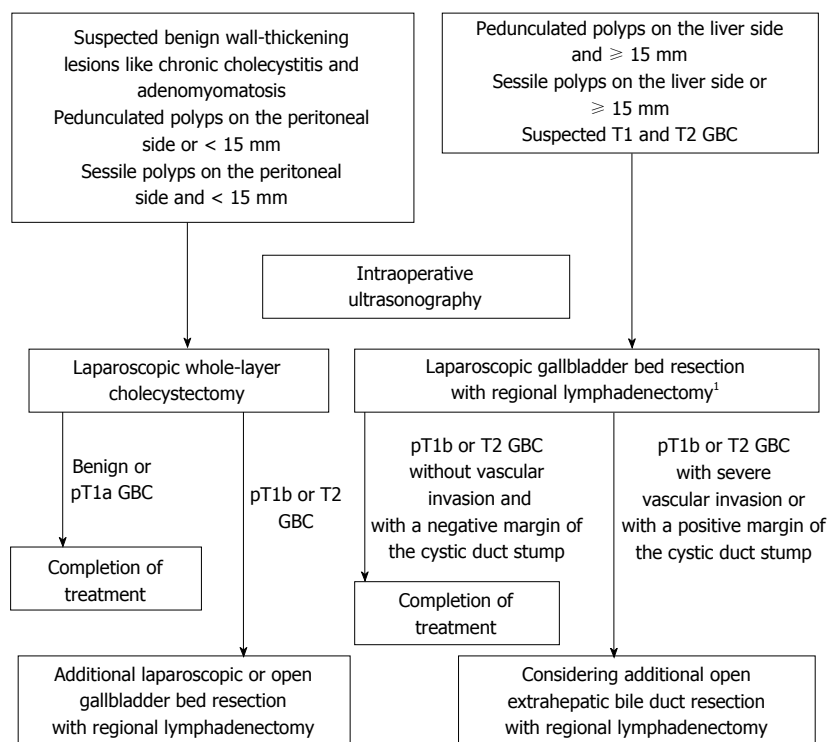 Suspected benign wall-thickening
lesions like chronic cholecystitis and
adenomyomatosis
Pedunculated polyps on the peritoneal
side or < 15 mm
Sessile polyps on the peritoneal
side and < 15 mm
Pedunculated polyps on the liver side
and ⩾ 15 mm
Sessile polyps on the liver side or
⩾ 15 mm
Suspected T1 and T2 GBC
Intraoperative
ultrasonography
Laparoscopic whole-layer
cholecystectomy
Laparoscopic gallbladder bed resection
with regional lymphadenectomy¹
Benign or
pT1a GBC
pT1b or T2
GBC
pT1b or T2 GBC
without vascular
invasion and
with a negative margin of
the cystic duct stump
pT1b or T2 GBC
with severe
vascular invasion or
with a positive margin of
the cystic duct stump
Completion of
treatment
Completion of
treatment
Additional laparoscopic or open
gallbladder bed resection
with regional lymphadenectomy
Considering additional open
extrahepatic bile duct resection
with regional lymphadenectomy